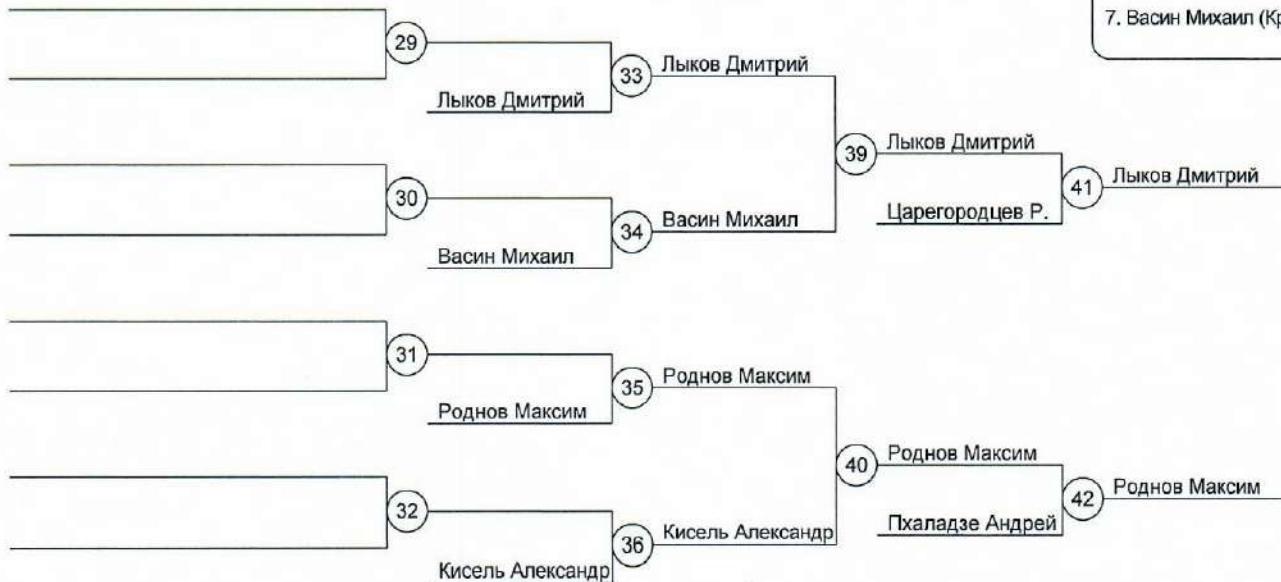 7. Васин Михаил (Кр
29
33
Лыков Дмитрий
Лыков Дмитрий
39
Лыков Дмитрий
41
Лыков Дмитрий
30
34
Васин Михаил
Царегородцев Р.
Васин Михаил
31
35
Роднов Максим
Роднов Максим
40
Роднов Максим
42
Роднов Максим
32
36
Кисель Александр
Пхаладзе Андрей
Кисель Александр